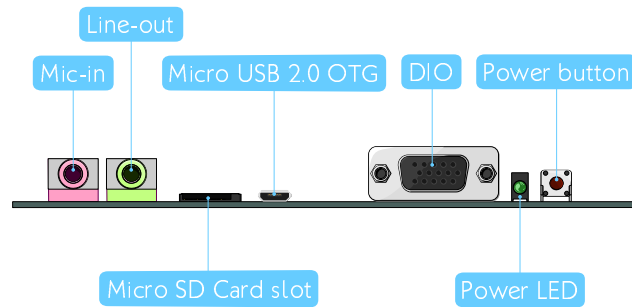 Line-out
Mic-in
Micro USB 2.0 OTG
DIO
Power button
Micro SD Card slot
Power LED